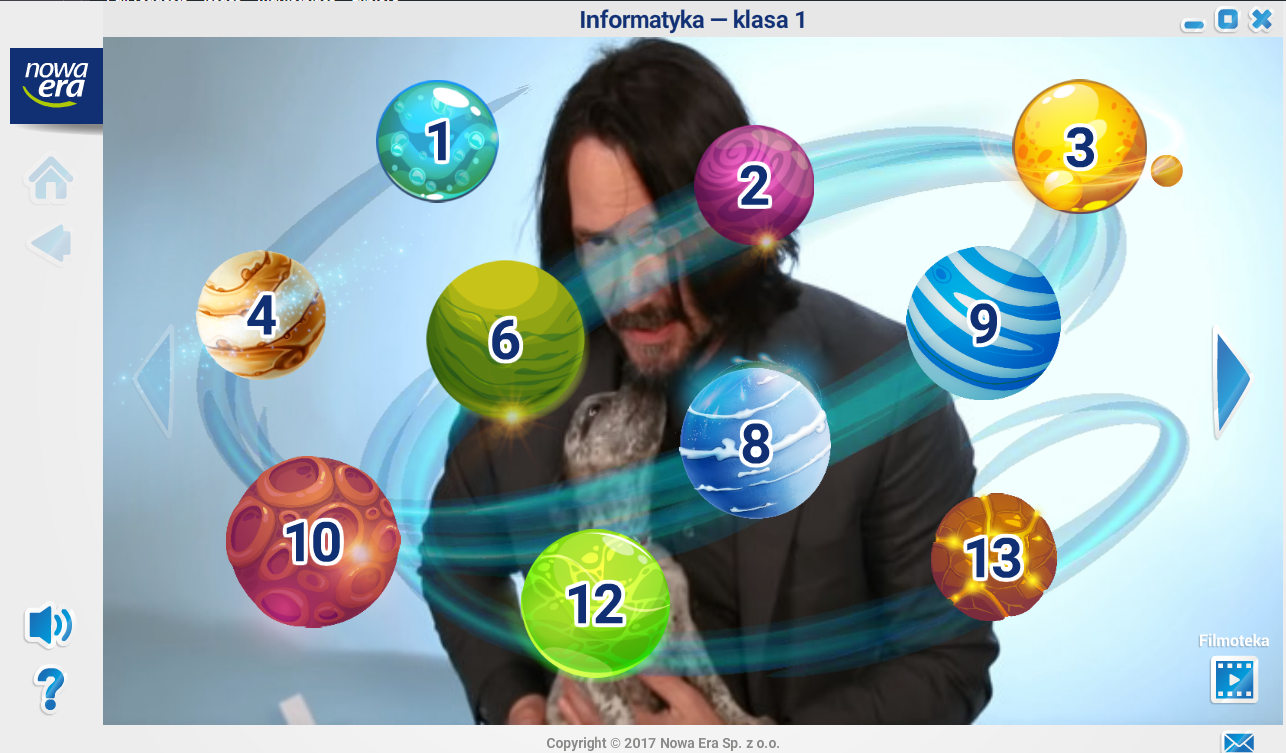 Informatyka — klasa 1
nowa
era
1
2
3
4
6
9
8
10
12
13
Filmoteka
?
Copyright © 2017 Nowa Era Sp. z o.o.